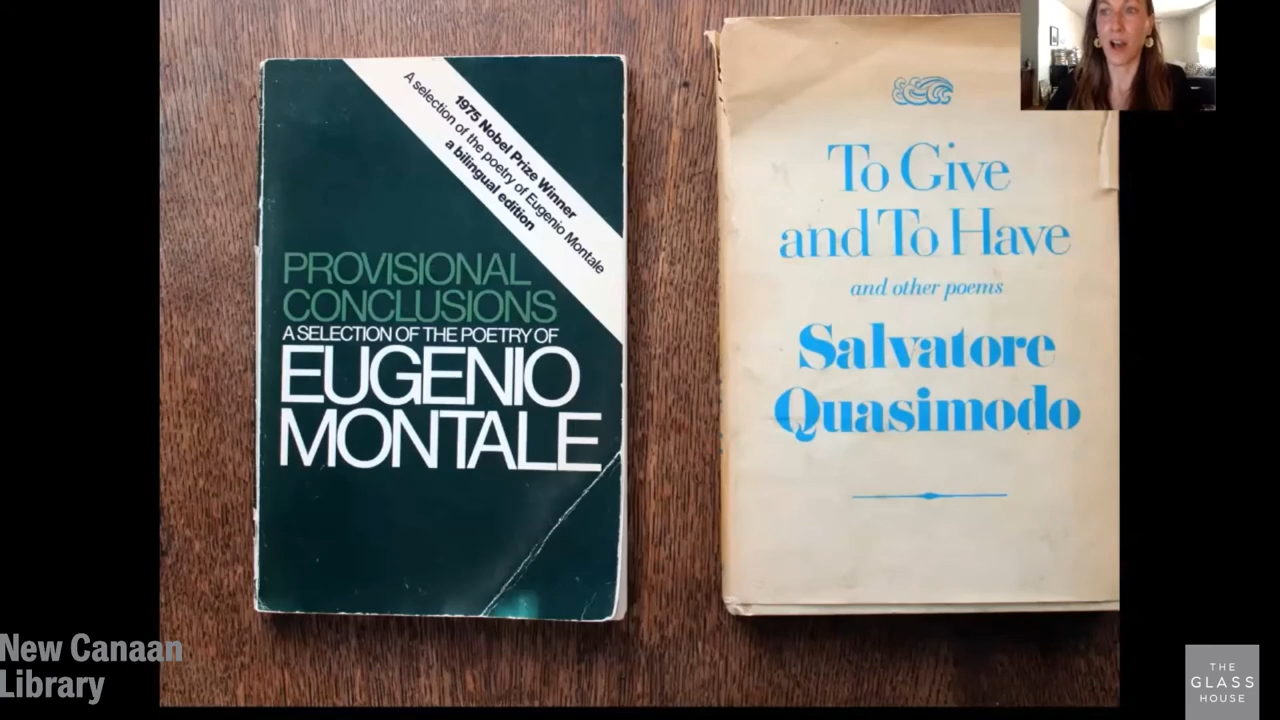 1975 Nobel Prize Winner
A selection of the poetry of Eugenio Montale
a bilingual edition
PROVISIONAL
CONCLUSIONS
A SELECTION OF THE POETRY OF
EUGENIO
MONTALE
To Give
and To Have
and other poems
Salvatore
Quasimodo
New Canaan
Library
THE
GLASS
HOUSE